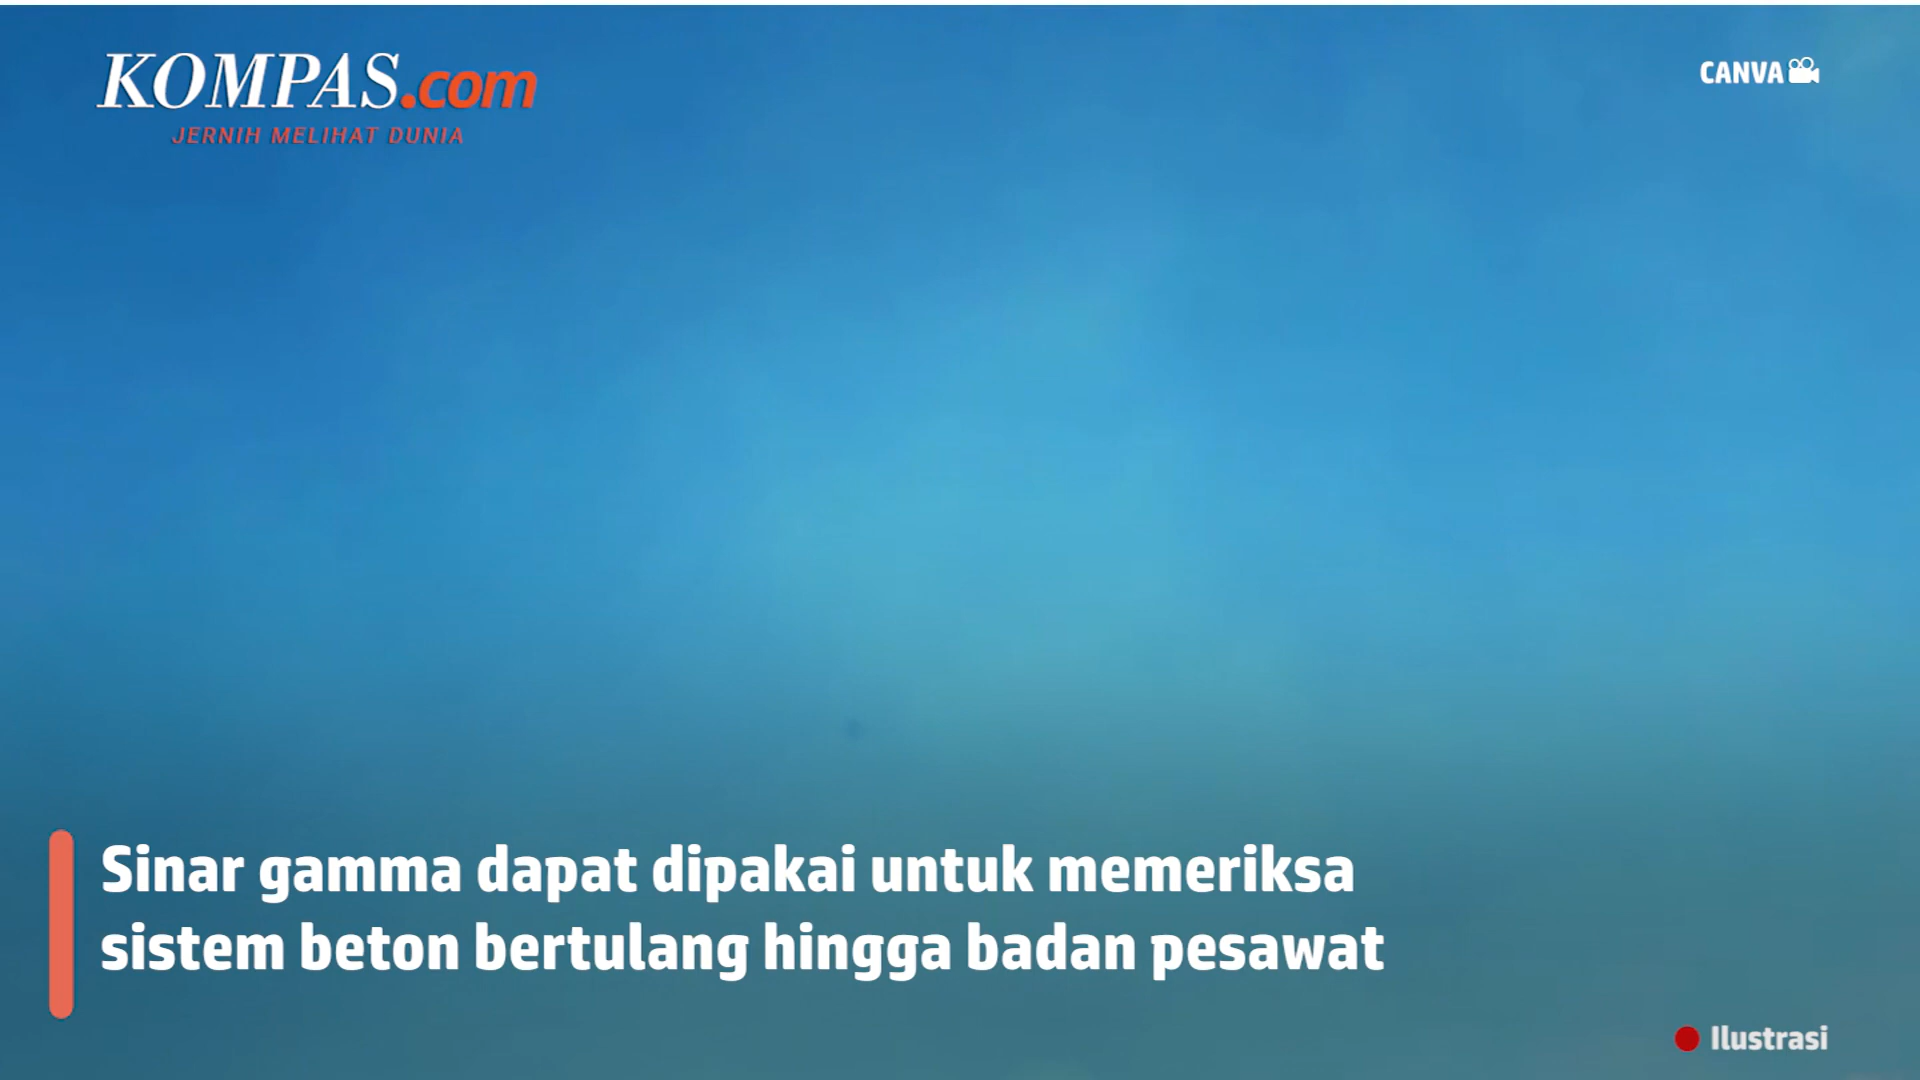 KOMPAS.com
JERNIH MELIHAT DUNIA
CANVA
Sinar gamma dapat dipakai untuk memeriksa
sistem beton bertulang hingga badan pesawat
Ilustrasi